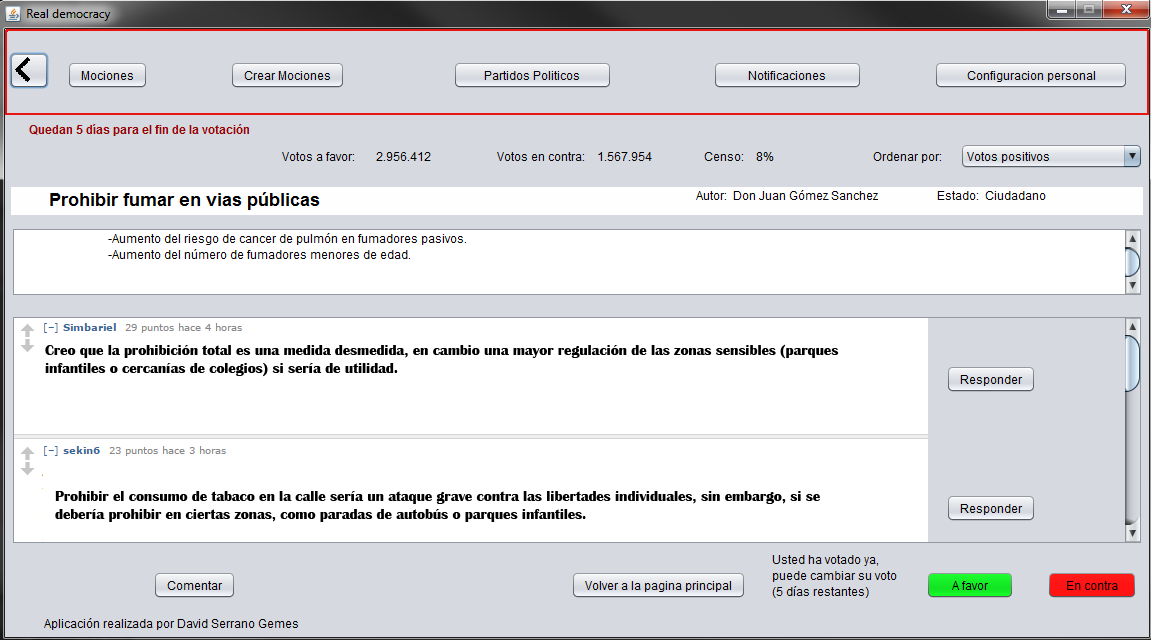 Real democracy
Mociones
Crear Mociones
Partidos Politicos
Notificaciones
Configuracion personal
Quedan 5 días para el fin de la votación
Votos a favor: 2.956.412 Votos en contra: 1.567.954 Censo: 8% Ordenar por: Votos positivos
Prohibir fumar en vias públicas Autor: Don Juan Gómez Sanchez Estado: Ciudadano
-Aumento del riesgo de cancer de pulmón en fumadores pasivos.
-Aumento del número de fumadores menores de edad.
[-] Simbariel 29 puntos hace 4 horas
Creo que la prohibición total es una medida desmedida, en cambio una mayor regulación de las zonas sensibles (parques
infantiles o cercanías de colegios) si sería de utilidad.
Responder
[-] sekin6 23 puntos hace 3 horas
Prohibir el consumo de tabaco en la calle sería un ataque grave contra las libertades individuales, sin embargo, si se
debería prohibir en ciertas zonas, como paradas de autobús o parques infantiles.
Responder
Comentar
Volver a la pagina principal
Usted ha votado ya,
puede cambiar su voto
(5 días restantes)
A favor
En contra
Aplicación realizada por David Serrano Gemes